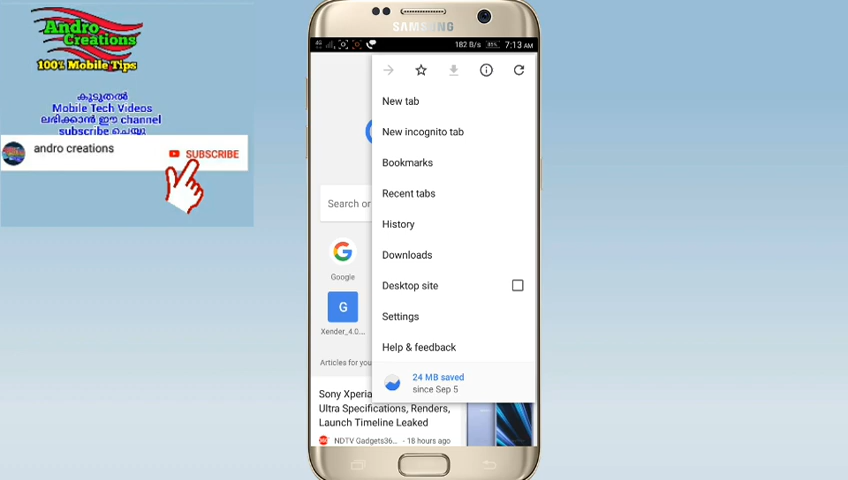 Andro
Creations
100% Mobile Tips
കൂടുതൽ
Mobile Tech Videos
ലഭിക്കാൻ ഈ channel
subscribe ചെയ്യൂ
andro creations
SUBSCRIBE
SAMSUNG
182 B/s 81% 7:13 AM
New tab
New incognito tab
Bookmarks
Recent tabs
Search or
History
Downloads
Google
Desktop site
G
Settings
Xender_4.0...
Help & feedback
Articles for you
24 MB saved
since Sep 5
Sony Xperia
Ultra Specifications, Renders,
Launch Timeline Leaked
NDTV Gadgets36... - 18 hours ago